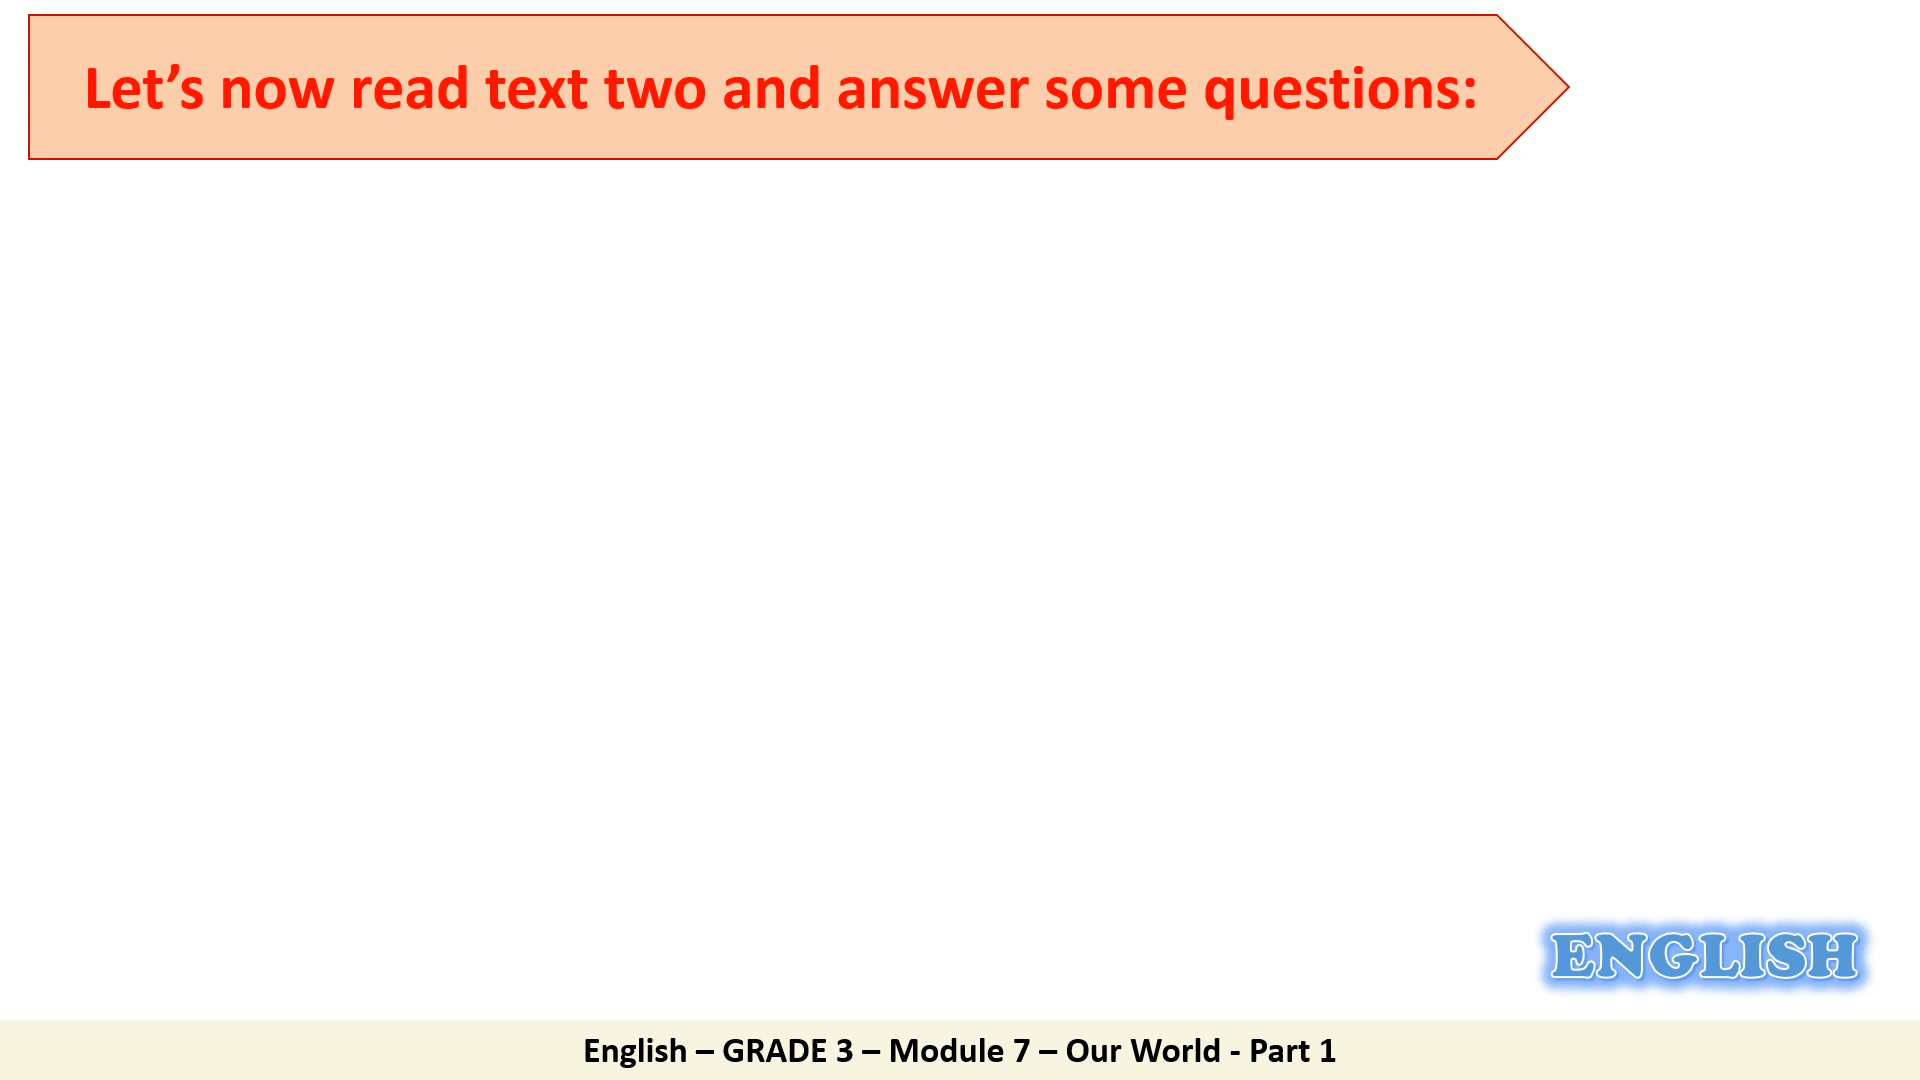 Let’s now read text two and answer some questions:
ENGLISH
English – GRADE 3 – Module 7 – Our World - Part 1